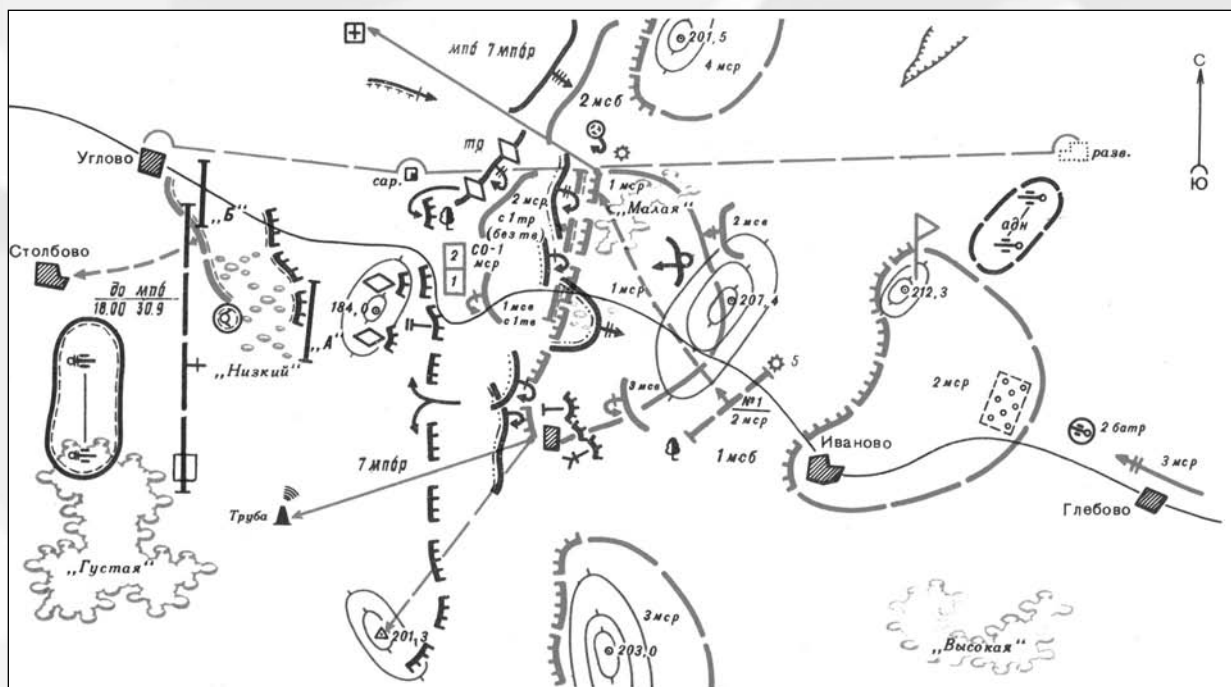 201,5
С
мпб 7 мпбр
4 мср
2 мсб
Углово
тр
разв.
Ю
сар.
1 мср
„Малая“
„Б“
2 мср
с 1 тр
(без тв)
2 мсв
адн
Столбово
2
СО-1
мср
1
до мпб
18.00 30.9
184,0
1 мсв
с 1 тв
1 мср
207,4
212,3
„А“
„Низкий“
5
3 мсв
№1
2 мср
2 мср
Иваново
2 батр
7 мпбр
1 мсб
3 мср
Глебово
Труба
„Густая“
201,3
3 мср
203,0
„Высокая“